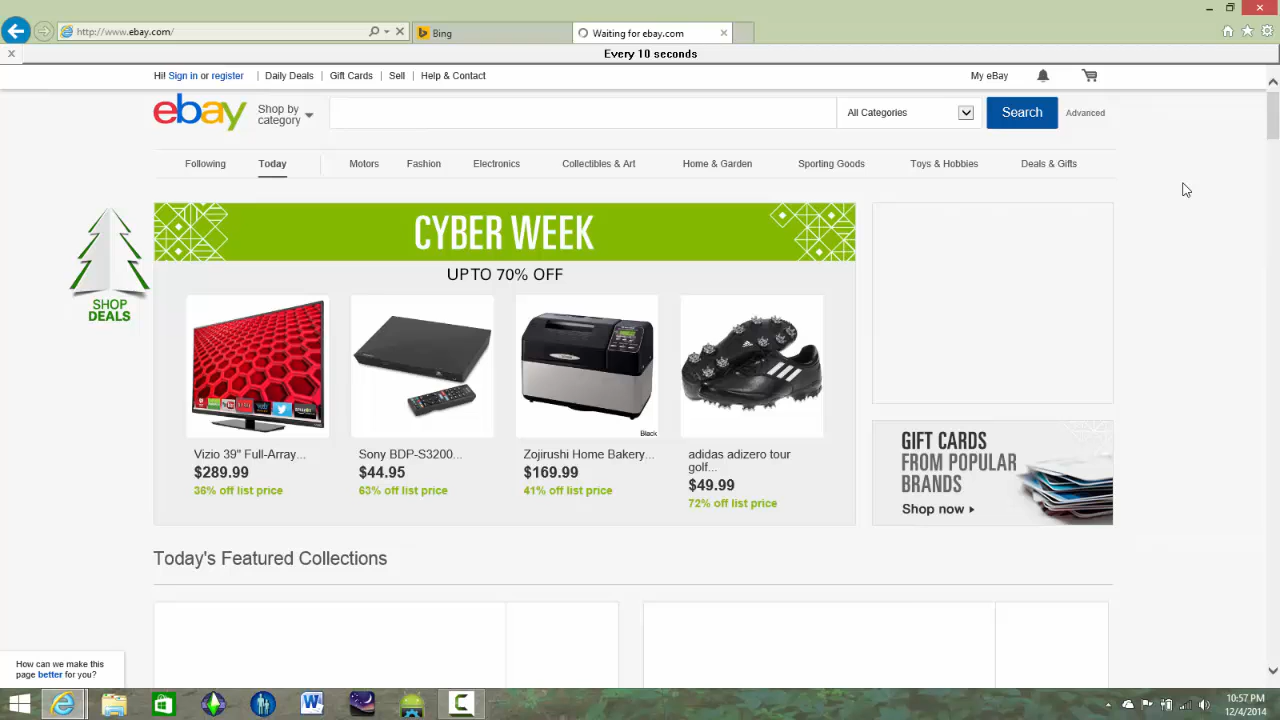 http://www.ebay.com/
Bing
Waiting for ebay.com
Every 10 seconds
Hi! Sign in or register
Daily Deals
Gift Cards
Sell
Help & Contact
My eBay
ebay
Shop by category
All Categories
Search
Advanced
Following
Today
Motors
Fashion
Electronics
Collectibles & Art
Home & Garden
Sporting Goods
Toys & Hobbies
Deals & Gifts
SHOP
DEALS
CYBER WEEK
UP TO 70% OFF
Black
Vizio 39" Full-Array...
$289.99
36% off list price
Sony BDP-S3200...
$44.95
63% off list price
Zojirushi Home Bakery...
$169.99
41% off list price
adidas adizero tour
golf...
$49.99
72% off list price
GIFT CARDS
FROM POPULAR
BRANDS
Shop now
Today's Featured Collections
How can we make this
page better for you?
10:57 PM
12/4/2014